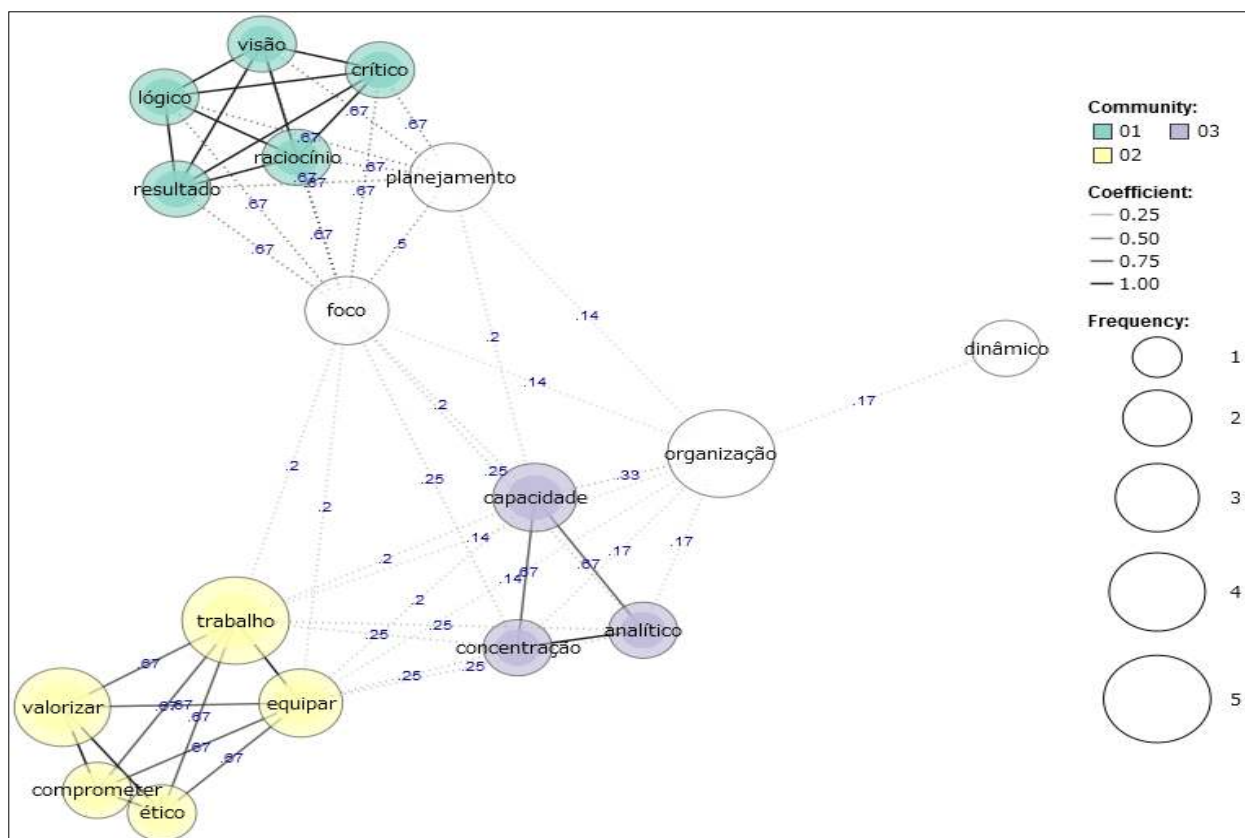 visão
crítico
lógico
.67
.67
.67
raciocínio
.67
.67
.67
.67
resultado
planejamento
.67
.67
.5
foco
.14
.2
dinâmico
.14
.17
.2
.2
.25
.25
.33
organização
capacidade
.2
.14
.2
.17
.17
.14
.67
.67
.2
.25
.25
trabalho
analítico
concentração
.25
.25
.67
valorizar
equipar
.67
.67
.67
.67
.67
comprometer
ético
Community:
01 03
02
Coefficient:
0.25
0.50
0.75
1.00
Frequency:
1
2
3
4
5